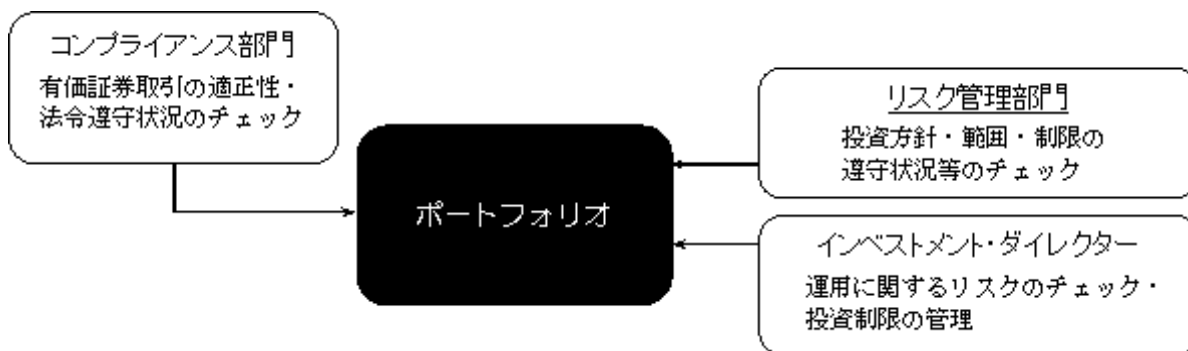 コンプライアンス部門
有価証券取引の適正性・
法令遵守状況のチェック
ポートフォリオ
リスク管理部門
投資方針・範囲・制限の
遵守状況等のチェック
インベストメント・ダイレクター
運用に関するリスクのチェック・
投資制限の管理